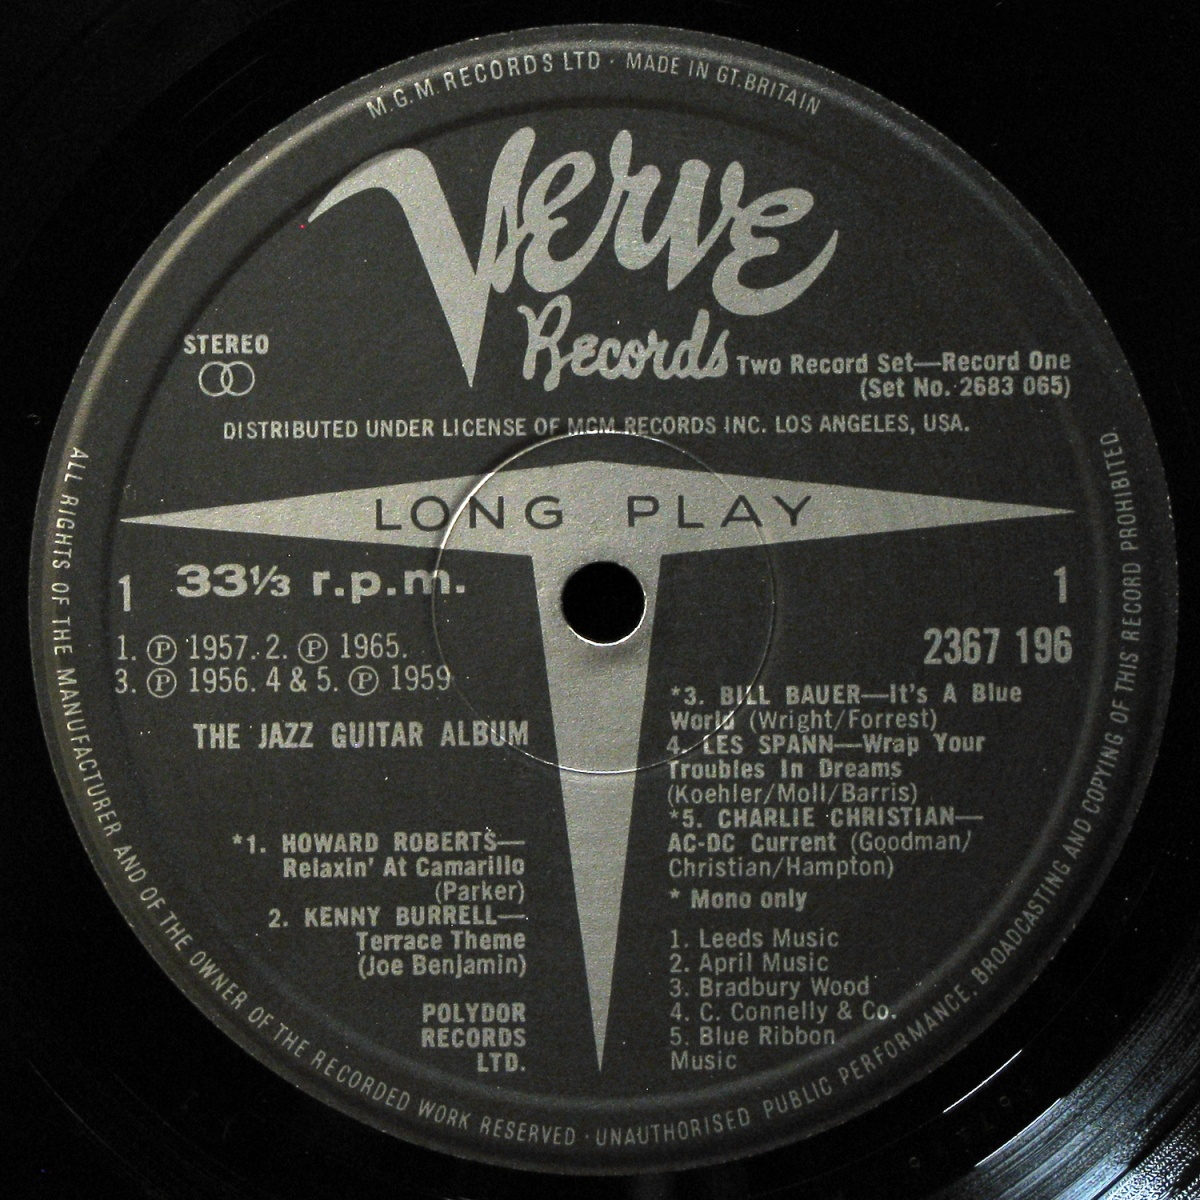 M.G.M. RECORDS LTD · MADE IN GT.BRITAIN
Verve
Records
STEREO
Two Record Set—Record One
(Set No. 2683 065)
DISTRIBUTED UNDER LICENSE OF MGM RECORDS INC. LOS ANGELES, USA.
LONG PLAY
1 33⅓ r.p.m.
1. Ⓟ 1957. 2. Ⓟ 1965.
3. Ⓟ 1956. 4 & 5. Ⓟ 1959
THE JAZZ GUITAR ALBUM
*1. HOWARD ROBERTS—
Relaxin' At Camarillo
(Parker)
2. KENNY BURRELL—
Terrace Theme
(Joe Benjamin)
POLYDOR
RECORDS
LTD.
1
2367 196
*3. BILL BAUER—It's A Blue
World (Wright/Forrest)
4. LES SPANN—Wrap Your
Troubles In Dreams
(Koehler/Moll/Barris)
*5. CHARLIE CHRISTIAN—
AC-DC Current (Goodman/
Christian/Hampton)
* Mono only
1. Leeds Music
2. April Music
3. Bradbury Wood
4. C. Connelly & Co.
5. Blue Ribbon
Music
ALL RIGHTS OF THE MANUFACTURER AND OF THE OWNER OF THE RECORDED WORK RESERVED · UNAUTHORISED PUBLIC PERFORMANCE, BROADCASTING AND COPYING OF THIS RECORD PROHIBITED.